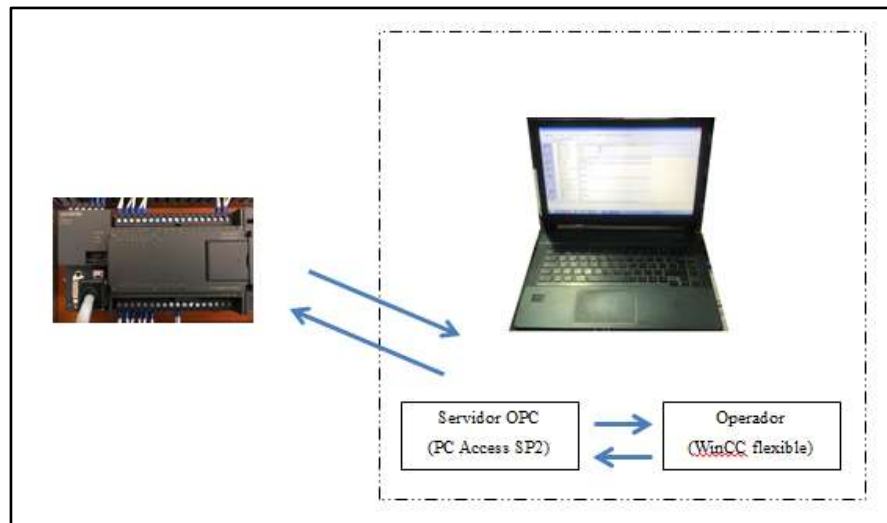 Servidor OPC
(PC Access SP2)
Operador
(WinCC flexible)